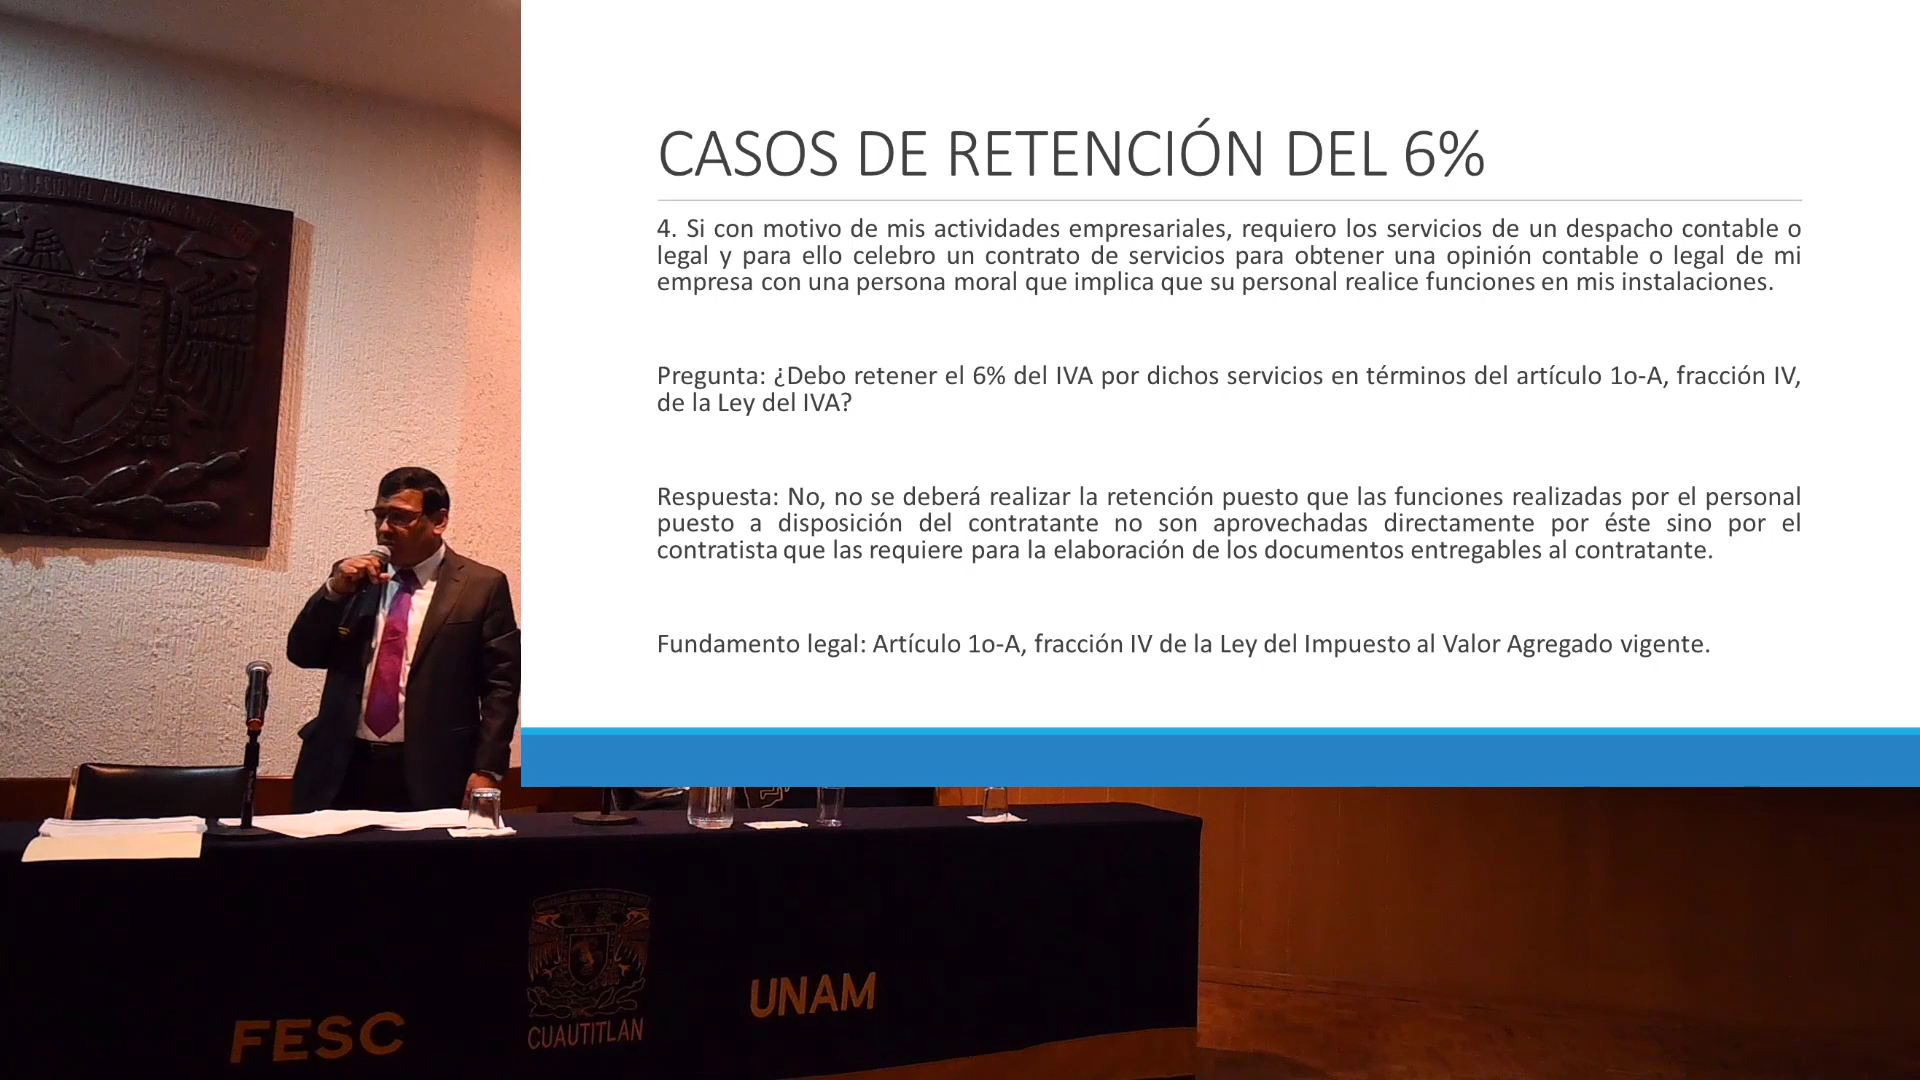 CASOS DE RETENCIÓN DEL 6%
4. Si con motivo de mis actividades empresariales, requiero los servicios de un despacho contable o
legal y para ello celebro un contrato de servicios para obtener una opinión contable o legal de mi
empresa con una persona moral que implica que su personal realice funciones en mis instalaciones.
Pregunta: ¿Debo retener el 6% del IVA por dichos servicios en términos del artículo 1o-A, fracción IV,
de la Ley del IVA?
Respuesta: No, no se deberá realizar la retención puesto que las funciones realizadas por el personal
puesto a disposición del contratante no son aprovechadas directamente por éste sino por el
contratista que las requiere para la elaboración de los documentos entregables al contratante.
Fundamento legal: Artículo 1o-A, fracción IV de la Ley del Impuesto al Valor Agregado vigente.
FESC
CUAUTITLAN
UNAM